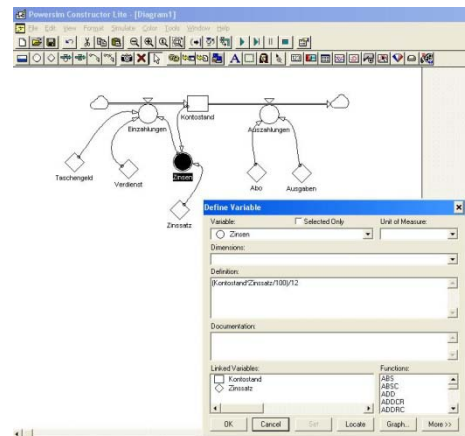 Powersim Constructor Lite - [Diagram1]
File Edit View Format Simulate Color Tools Window Help
Kontostand
Einzahlungen
Auszahlungen
Taschengeld
Verdienst
Zinsen
Abo
Ausgaben
Zinssatz
Define Variable
Variable:
Selected Only
Unit of Measure:
Zinsen
Dimensions:
Definition:
(Kontostand*Zinssatz/100)/12
Documentation:
Linked Variables:
Functions:
Kontostand
Zinssatz
ABS
ABSC
ADD
ADDCR
ADDRC
OK
Cancel
Set
Locate
Graph...
More >>